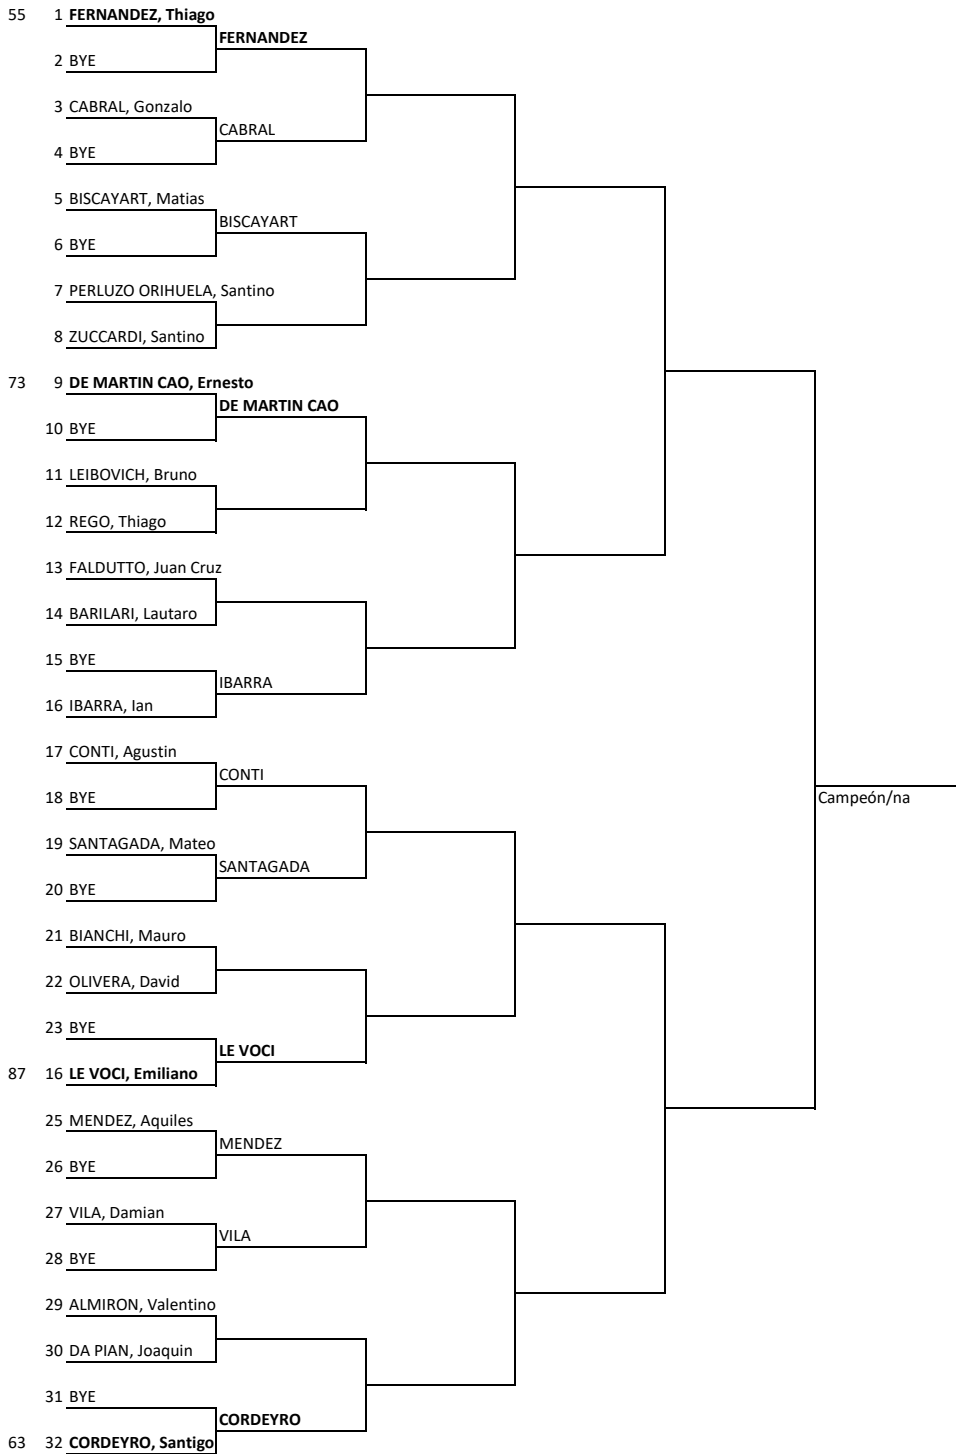 55 1 FERNANDEZ, Thiago
FERNANDEZ
2 BYE
3 CABRAL, Gonzalo
CABRAL
4 BYE
5 BISCAYART, Matias
BISCAYART
6 BYE
7 PERLUZO ORIHUELA, Santino
8 ZUCCARDI, Santino
73 9 DE MARTIN CAO, Ernesto
DE MARTIN CAO
10 BYE
11 LEIBOVICH, Bruno
12 REGO, Thiago
13 FALDUTTO, Juan Cruz
14 BARILARI, Lautaro
15 BYE
IBARRA
16 IBARRA, Ian
17 CONTI, Agustin
CONTI
18 BYE
Campeón/na
19 SANTAGADA, Mateo
SANTAGADA
20 BYE
21 BIANCHI, Mauro
22 OLIVERA, David
23 BYE
LE VOCI
87 16 LE VOCI, Emiliano
25 MENDEZ, Aquiles
MENDEZ
26 BYE
27 VILA, Damian
VILA
28 BYE
29 ALMIRON, Valentino
30 DA PIAN, Joaquin
31 BYE
CORDEYRO
63 32 CORDEYRO, Santigo